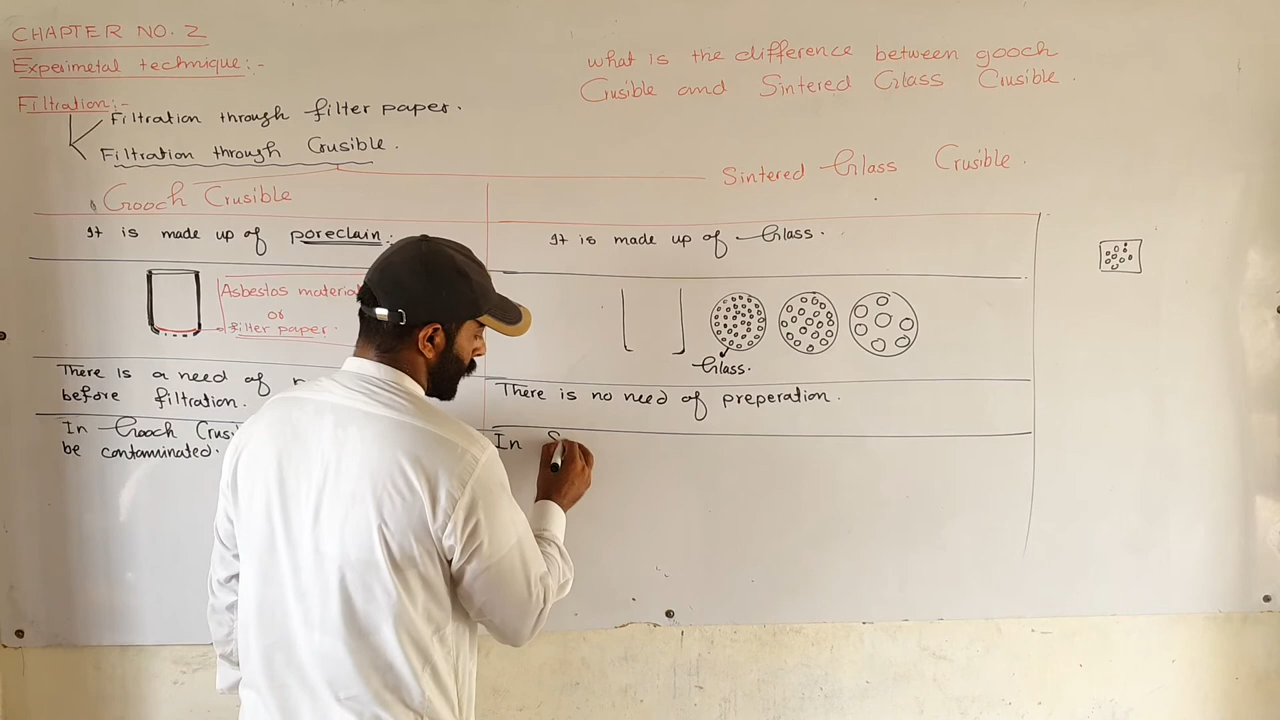 CHAPTER NO. 2
Experimetal technique:-
what is the difference between gooch
Crusible and Sintered Glass Crusible.
Filtration:-
Filtration through filter paper.
Filtration through Crusible.
Gooch Crusible
Sintered Glass Crusible.
It is made up of poreclain.
It is made up of Glass.
Asbestos material
or
filter paper.
Glass.
There is a need of
before filtration.
There is no need of preperation.
In Gooch
be contaminated.
In S